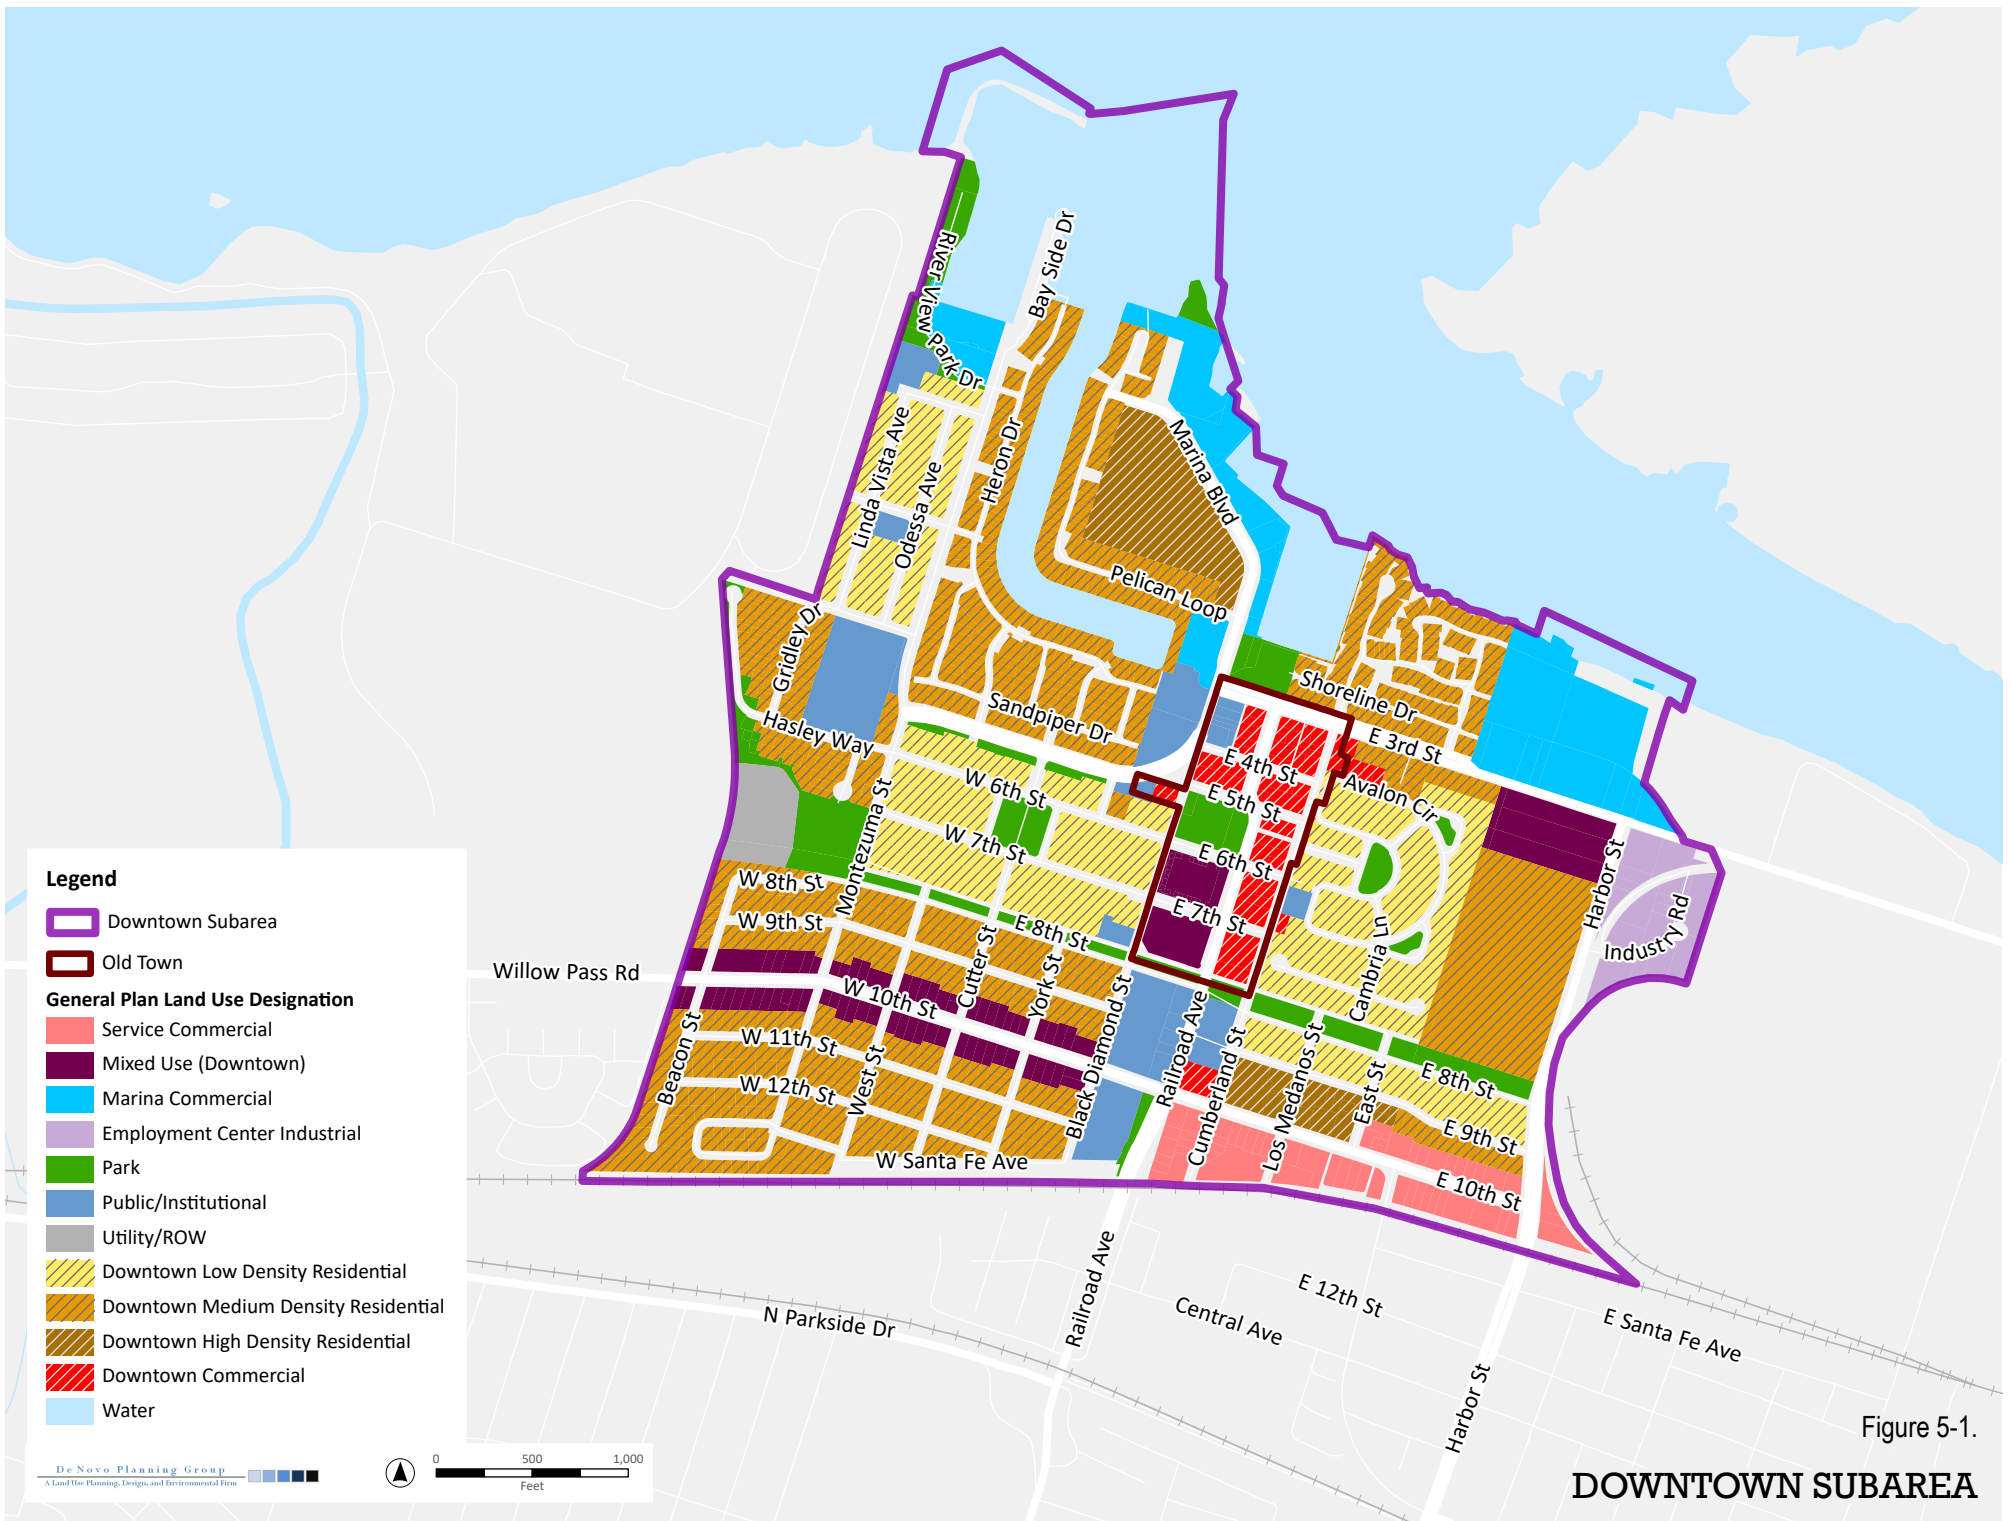 River View Park Dr
Bay Side Dr
Linda Vista Ave
Odessa Ave
Heron Dr
Marina Blvd
Pelican Loop
Gridley Dr
Hasley Way
Sandpiper Dr
Shoreline Dr
E 3rd St
E 4th St
Avalon Cir
E 5th St
W 6th St
W 7th St
E 6th St
E 7th St
Montezuma St
W 8th St
E 8th St
W 9th St
Harbor St
Industry Rd
Cambria Ln
Willow Pass Rd
W 10th St
Cutter St
York St
Black Diamond St
Railroad Ave
Cumberland St
Los Medanos St
East St
E 8th St
Beacon St
W 11th St
West St
W 12th St
E 9th St
W Santa Fe Ave
E 10th St
Railroad Ave
N Parkside Dr
Central Ave
E 12th St
E Santa Fe Ave
Harbor St
Legend
Downtown Subarea
Old Town
General Plan Land Use Designation
Service Commercial
Mixed Use (Downtown)
Marina Commercial
Employment Center Industrial
Park
Public/Institutional
Utility/ROW
Downtown Low Density Residential
Downtown Medium Density Residential
Downtown High Density Residential
Downtown Commercial
Water
De Novo Planning Group
A Land Use Planning, Design, and Environmental Firm
0 500 1,000
Feet
Figure 5-1.
DOWNTOWN SUBAREA